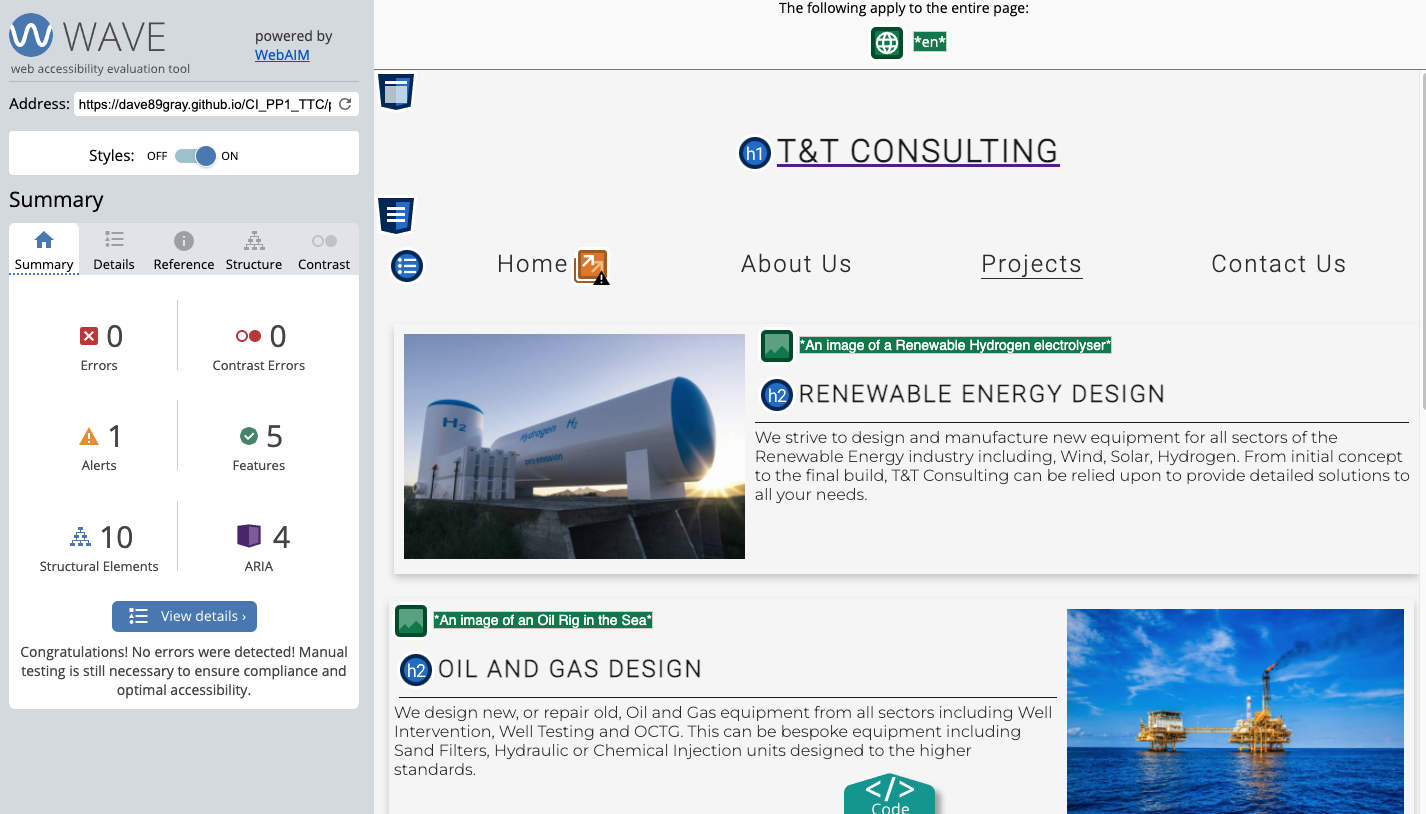 WAVE
web accessibility evaluation tool
powered by
WebAIM
Address: https://dave89gray.github.io/CI_PP1_TTC/p
Styles: OFF ON
Summary
Summary Details Reference Structure Contrast
0 0
Errors Contrast Errors
1 5
Alerts Features
10 4
Structural Elements ARIA
View details ›
Congratulations! No errors were detected! Manual
testing is still necessary to ensure compliance and
optimal accessibility.
The following apply to the entire page:
*en*
h1 T&T CONSULTING
Home About Us Projects Contact Us
*An image of a Renewable Hydrogen electrolyser*
h2 RENEWABLE ENERGY DESIGN
We strive to design and manufacture new equipment for all sectors of the
Renewable Energy industry including, Wind, Solar, Hydrogen. From initial concept
to the final build, T&T Consulting can be relied upon to provide detailed solutions to
all your needs.
H2
Hydrogen H2
zero emission
*An image of an Oil Rig in the Sea*
h2 OIL AND GAS DESIGN
We design new, or repair old, Oil and Gas equipment from all sectors including Well
Intervention, Well Testing and OCTG. This can be bespoke equipment including
Sand Filters, Hydraulic or Chemical Injection units designed to the higher
standards.
</>
Code